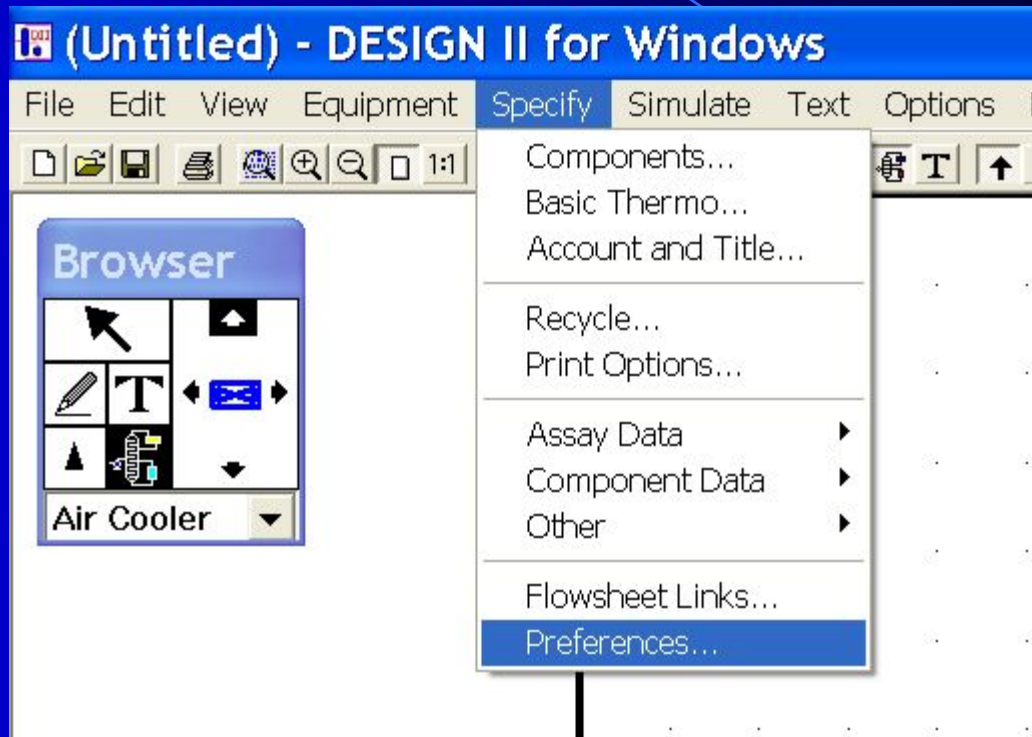 (Untitled) - DESIGN II for Windows
File Edit View Equipment Specify Simulate Text Options
1:1 T
Components...
Basic Thermo...
Account and Title...
Recycle...
Print Options...
Assay Data
Component Data
Other
Flowsheet Links...
Preferences...
Browser
T
Air Cooler